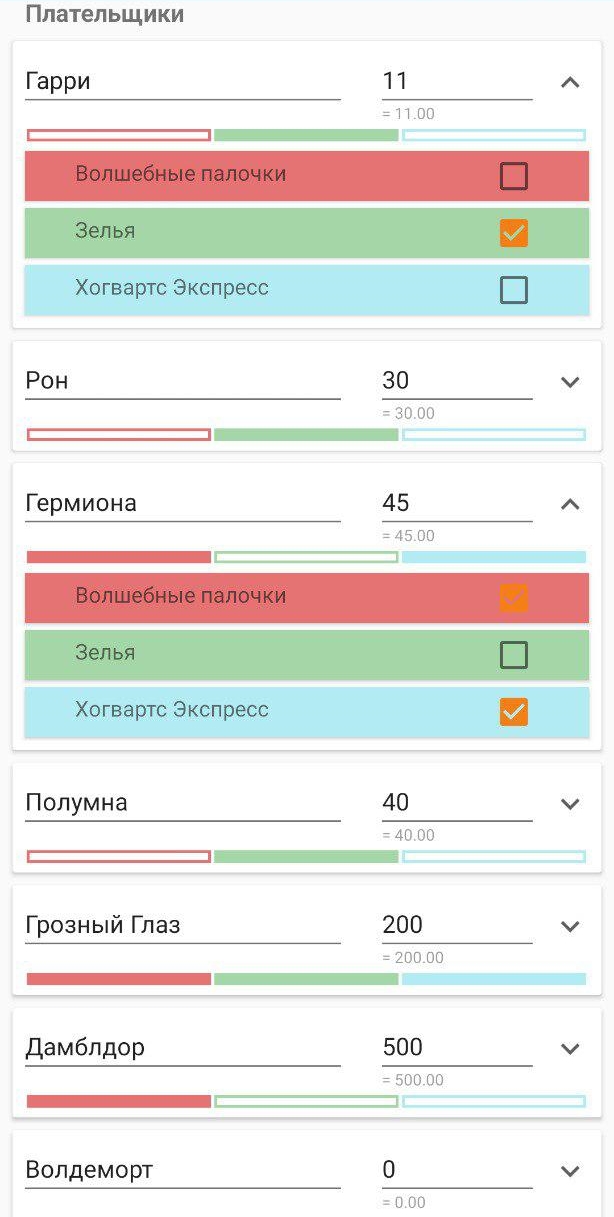 Плательщики
Гарри 11
= 11.00
Волшебные палочки
Зелья
Хогвартс Экспресс
Рон 30
= 30.00
Гермиона 45
= 45.00
Волшебные палочки
Зелья
Хогвартс Экспресс
Полумна 40
= 40.00
Грозный Глаз 200
= 200.00
Дамблдор 500
= 500.00
Волдеморт 0
= 0.00